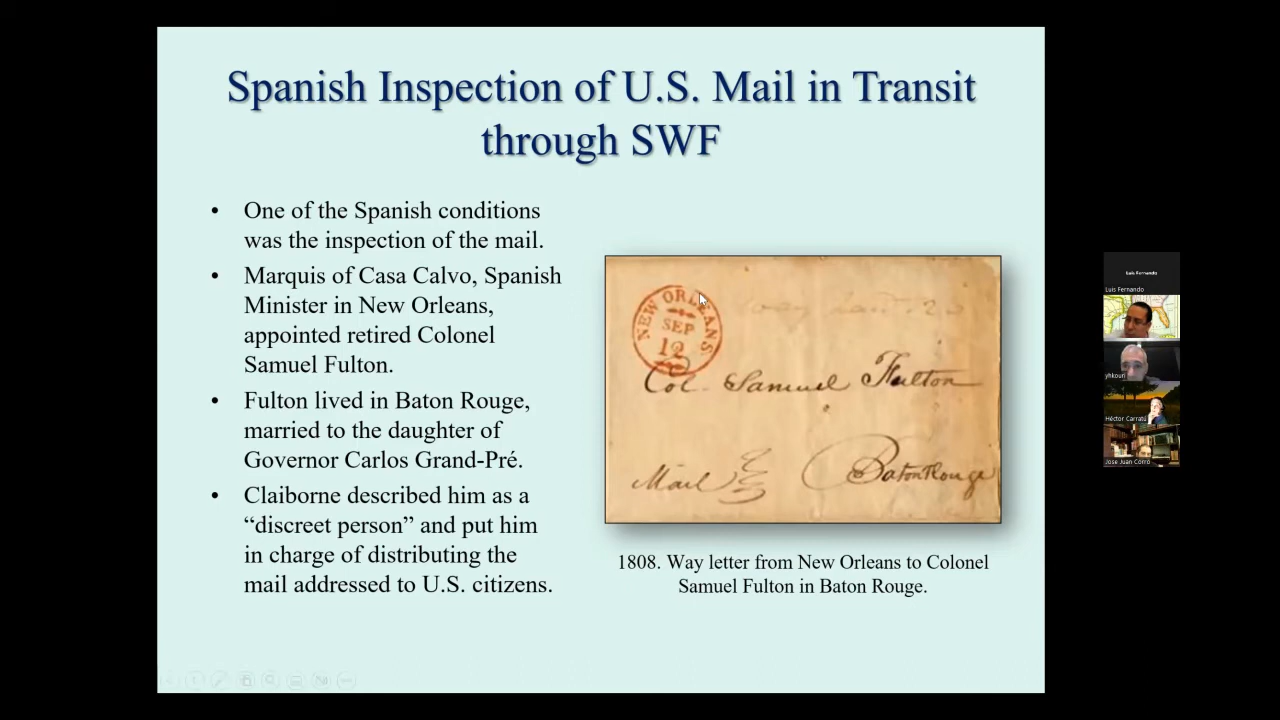 Spanish Inspection of U.S. Mail in Transit
through SWF
• One of the Spanish conditions
was the inspection of the mail.
• Marquis of Casa Calvo, Spanish
Minister in New Orleans,
appointed retired Colonel
Samuel Fulton.
• Fulton lived in Baton Rouge,
married to the daughter of
Governor Carlos Grand-Pré.
• Claiborne described him as a
“discreet person” and put him
in charge of distributing the
mail addressed to U.S. citizens.
NEW ORLEANS
SEP
12
Col. Samuel Fulton
Mail
Baton Rouge
1808. Way letter from New Orleans to Colonel
Samuel Fulton in Baton Rouge.
Luis Fernando
Luis Fernando
yhkouri
Héctor Carratú
Jose Juan Corro